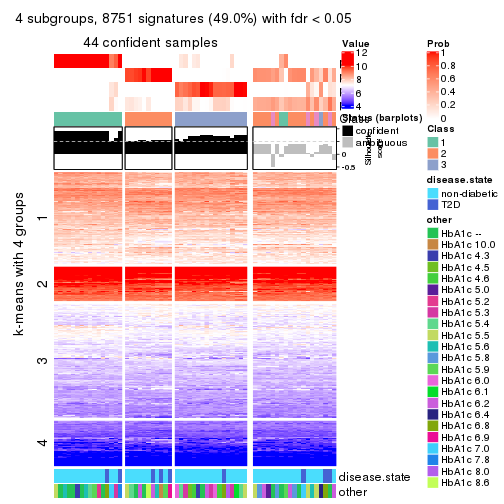 4 subgroups, 8751 signatures (49.0%) with fdr < 0.05
44 confident samples
k-means with 4 groups
1
2
3
4
Value
12
10
8
6
4
Status (barplots)
confident
ambiguous
0
-0.5
Silhouette
score
Prob
1
0.8
0.6
0.4
0.2
0
Class
1
2
3
disease.state
non-diabetic
T2D
other
HbA1c --
HbA1c 10.0
HbA1c 4.3
HbA1c 4.5
HbA1c 4.6
HbA1c 5.0
HbA1c 5.2
HbA1c 5.3
HbA1c 5.4
HbA1c 5.5
HbA1c 5.6
HbA1c 5.8
HbA1c 5.9
HbA1c 6.0
HbA1c 6.1
HbA1c 6.2
HbA1c 6.4
HbA1c 6.8
HbA1c 6.9
HbA1c 7.0
HbA1c 7.8
HbA1c 8.0
HbA1c 8.6
disease.state
other